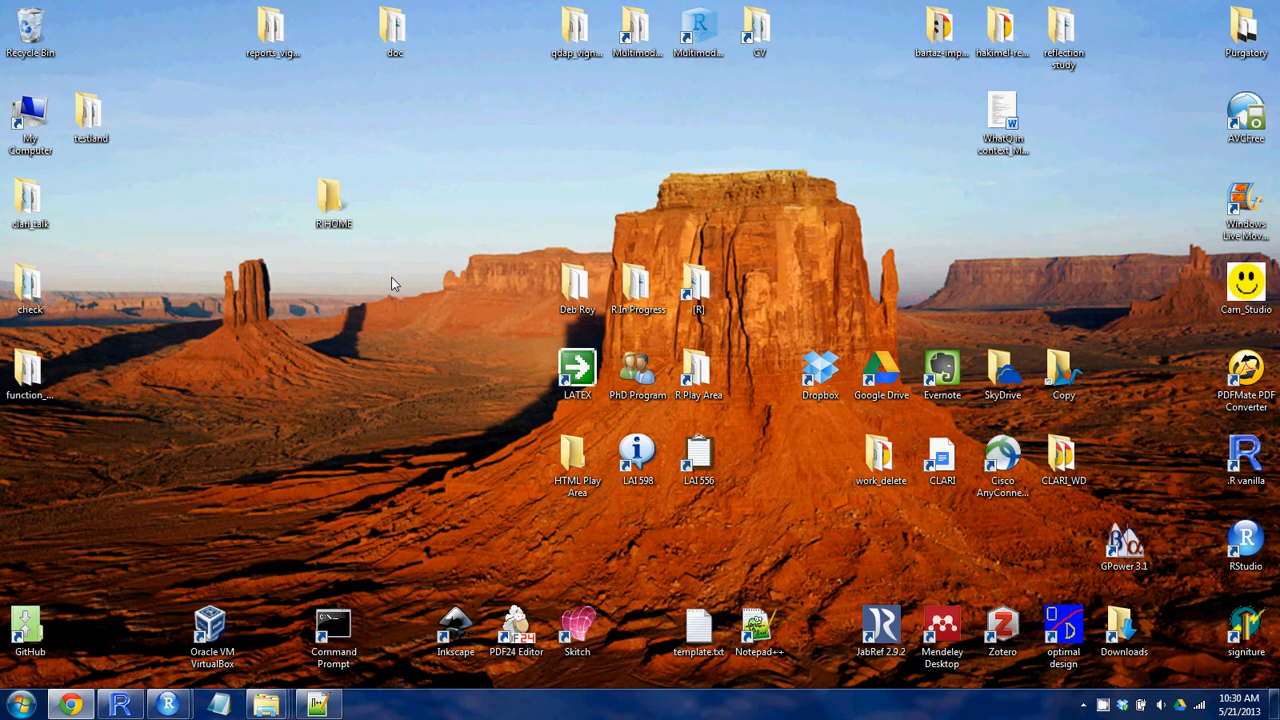 Recycle Bin
reports_vig...
doc
qdap_vign...
Multimod...
Multimod...
CV
bartaz-imp...
hakimel-re...
reflection
study
Purgatory
My
Computer
testland
WhatQ in
context_M...
AVCFree
clari_talk
R HOME
Windows
Live Mov...
check
Deb Roy
R In Progress
[R]
Cam_Studio
function_...
LATEX
PhD Program
R Play Area
Dropbox
Google Drive
Evernote
SkyDrive
Copy
PDFMate PDF
Converter
HTML Play
Area
LAI 598
LAI 556
work_delete
CLARI
Cisco
AnyConne...
CLARI_WD
.R vanilla
GPower 3.1
RStudio
GitHub
Oracle VM
VirtualBox
Command
Prompt
Inkscape
PDF24 Editor
Skitch
template.txt
Notepad++
JabRef 2.9.2
Mendeley
Desktop
Zotero
optimal
design
Downloads
signiture
10:30 AM
5/21/2013